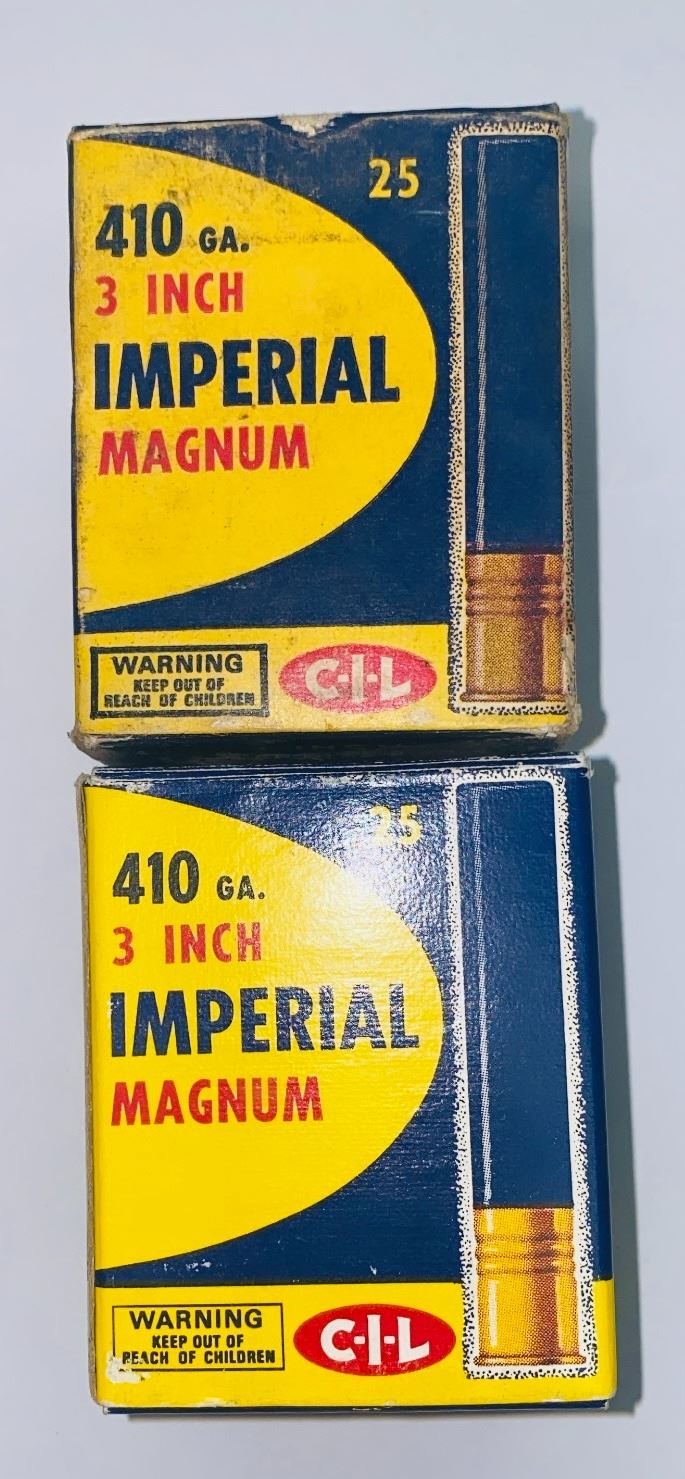 25
410 GA.
3 INCH
IMPERIAL
MAGNUM
WARNING
KEEP OUT OF
REACH OF CHILDREN
C-I-L
25
410 GA.
3 INCH
IMPERIAL
MAGNUM
WARNING
KEEP OUT OF
REACH OF CHILDREN
C-I-L